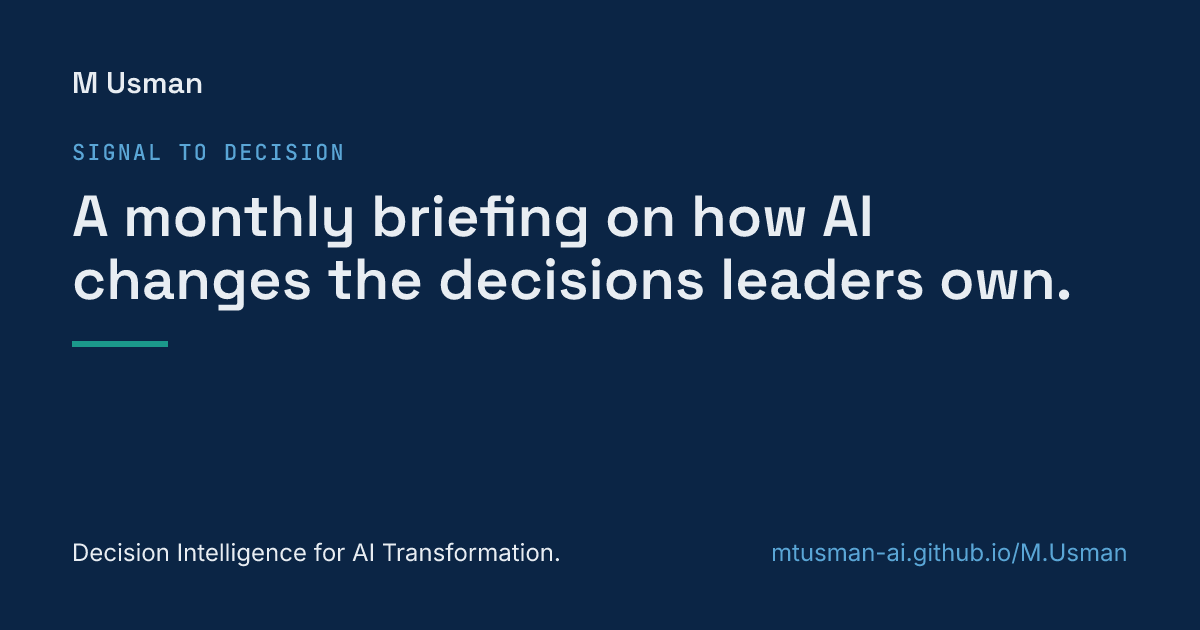 M Usman
SIGNAL TO DECISION
A monthly briefing on how AI
changes the decisions leaders own.
Decision Intelligence for AI Transformation.
mtusman-ai.github.io/M.Usman